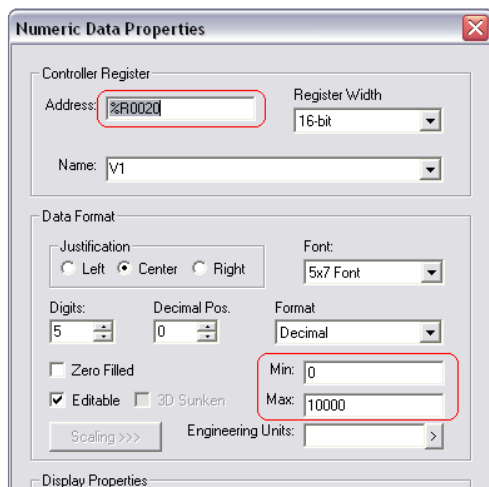 Numeric Data Properties
Controller Register
Address: %R0020
Register Width
16-bit
Name: V1
Data Format
Justification
Left Center Right
Font:
5x7 Font
Digits: Decimal Pos. Format
5 0 Decimal
Zero Filled
Min: 0
Editable 3D Sunken
Max: 10000
Scaling >>>
Engineering Units: >
Display Properties